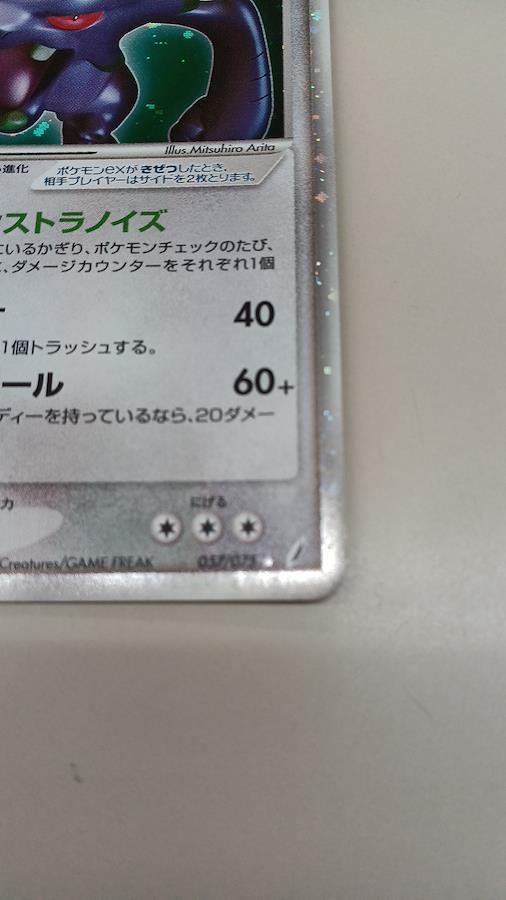 Illus.Mitsuhiro Arita
進化
ポケモンexが きぜつしたとき、
相手プレイヤーはサイドを2枚とります。
ストラノイズ
いるかぎり、ポケモンチェックのたび、
、ダメージカウンターをそれぞれ1個
40
1個トラッシュする。
ール 60+
ディーを持っているなら、20ダメー
力 にげる
Creatures/GAME FREAK 057/075